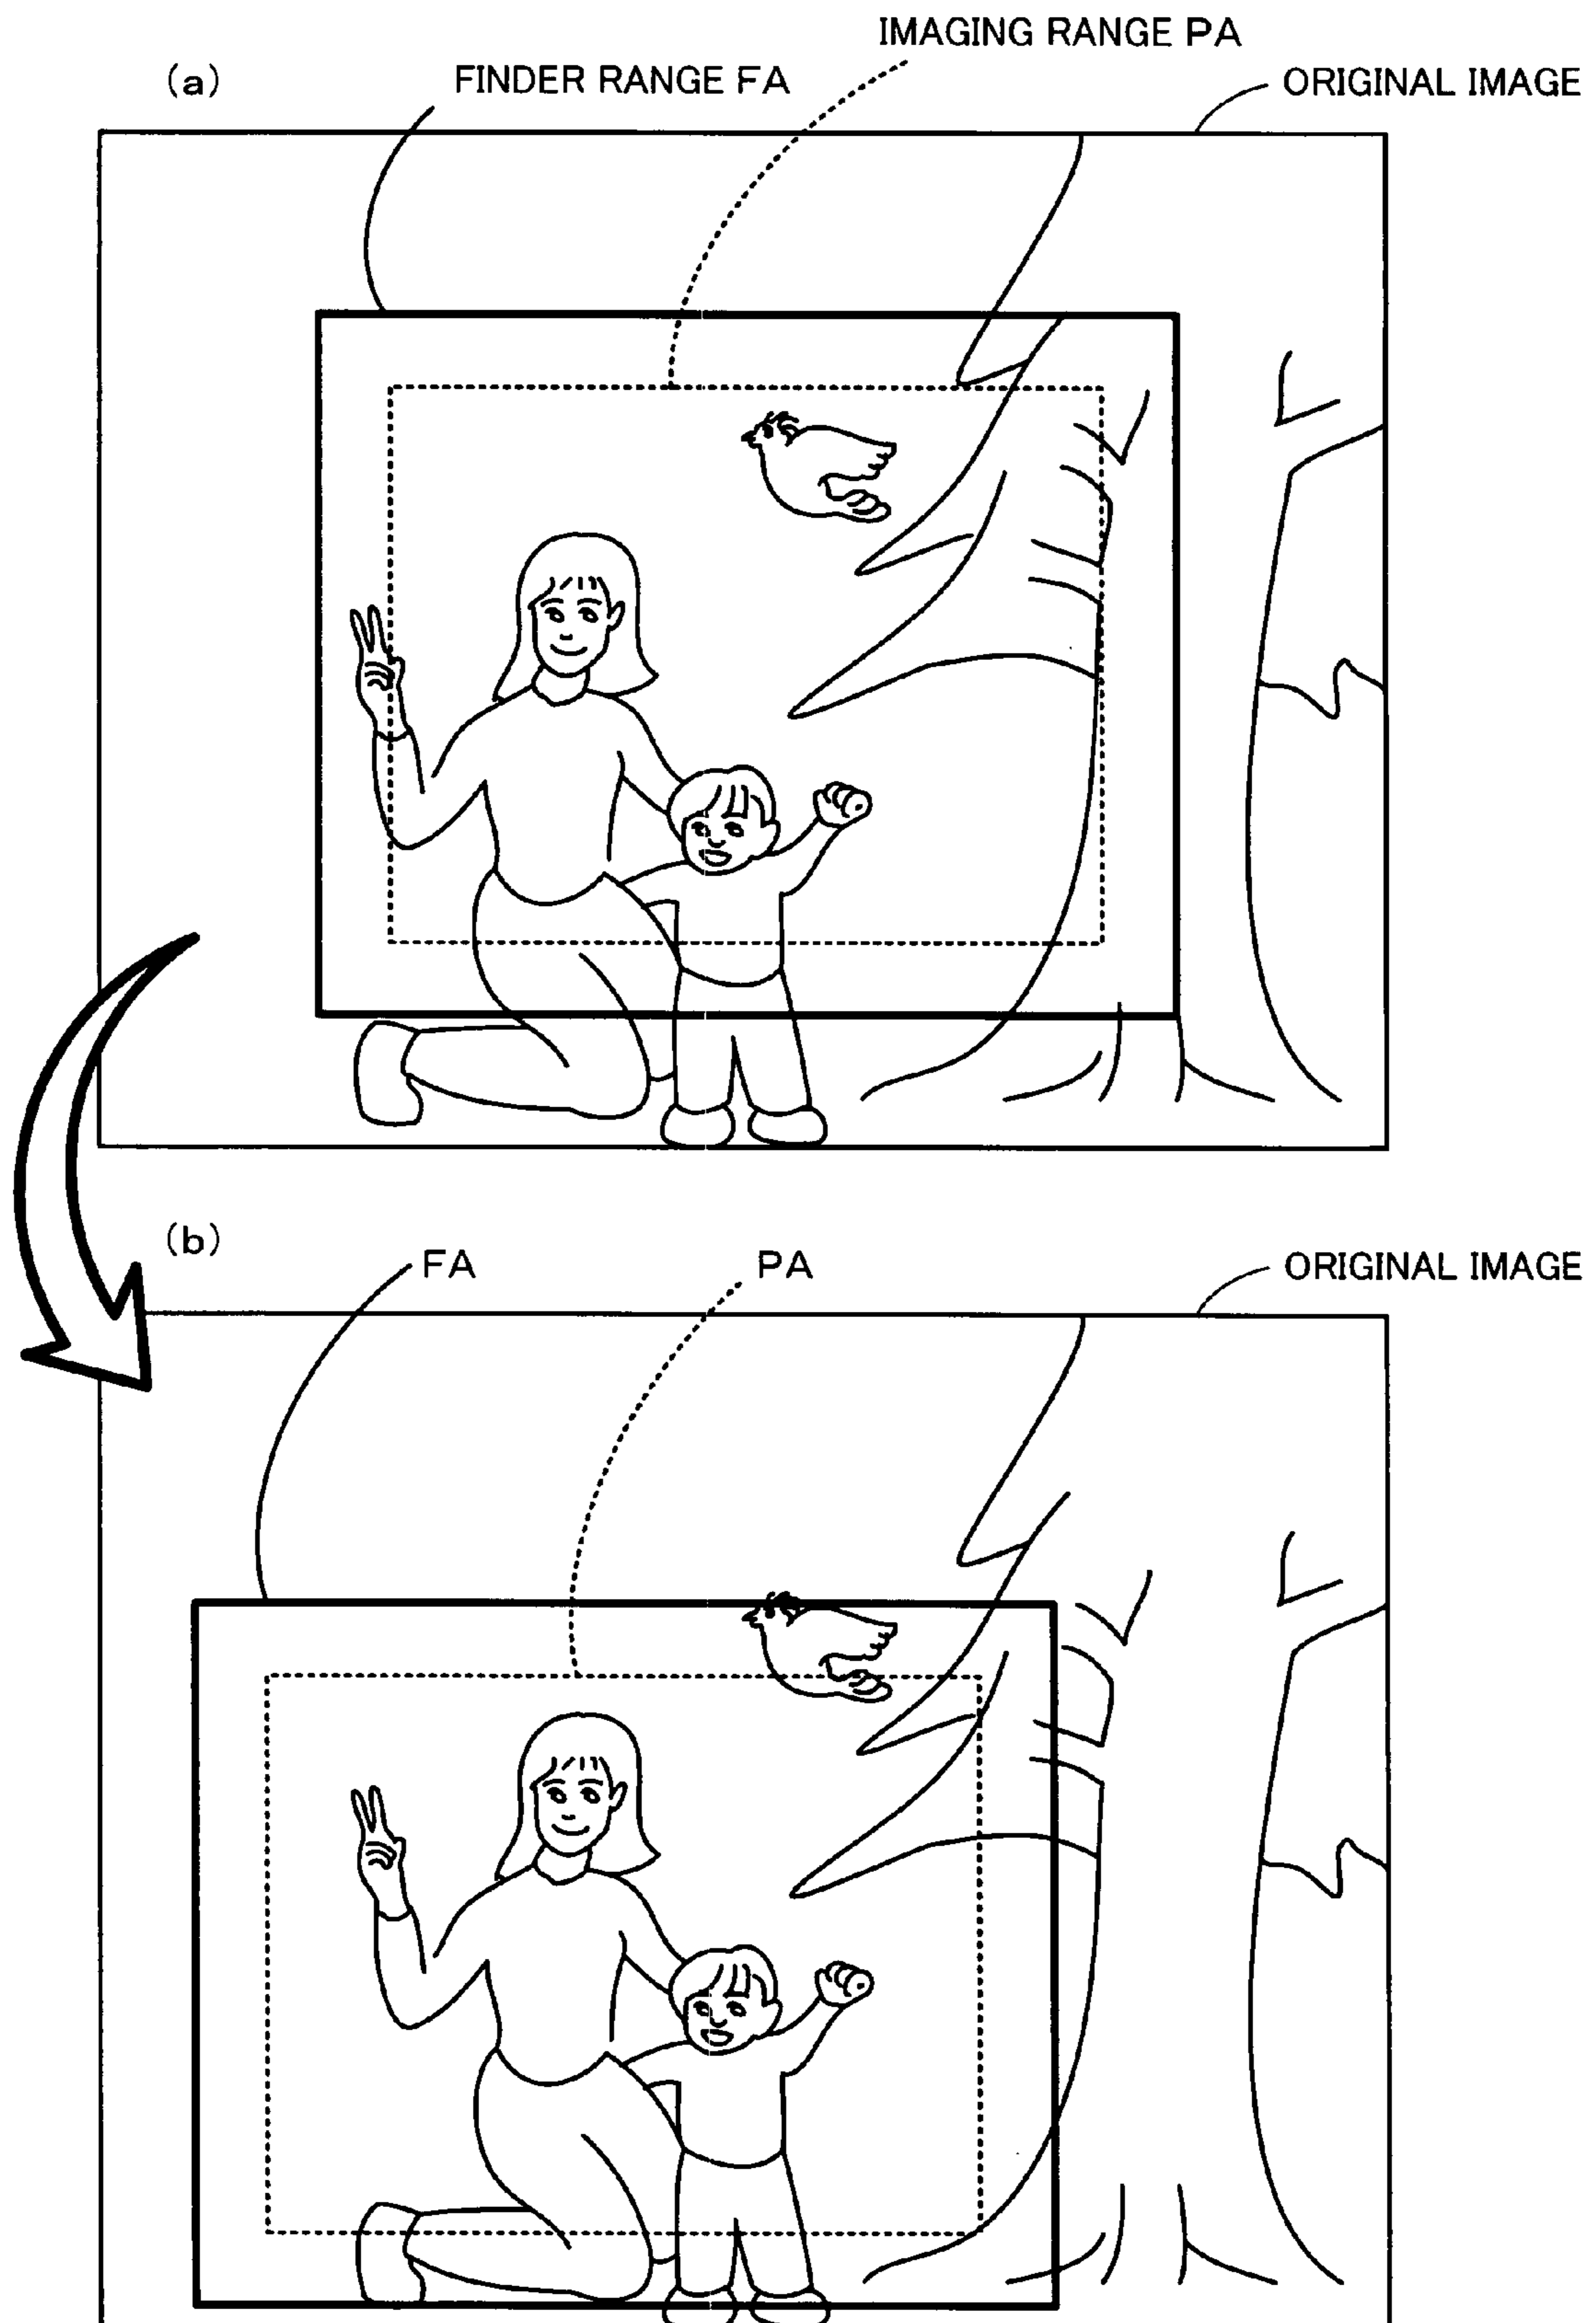 IMAGING RANGE PA
(a)
FINDER RANGE FA
ORIGINAL IMAGE
(b)
FA
PA
ORIGINAL IMAGE